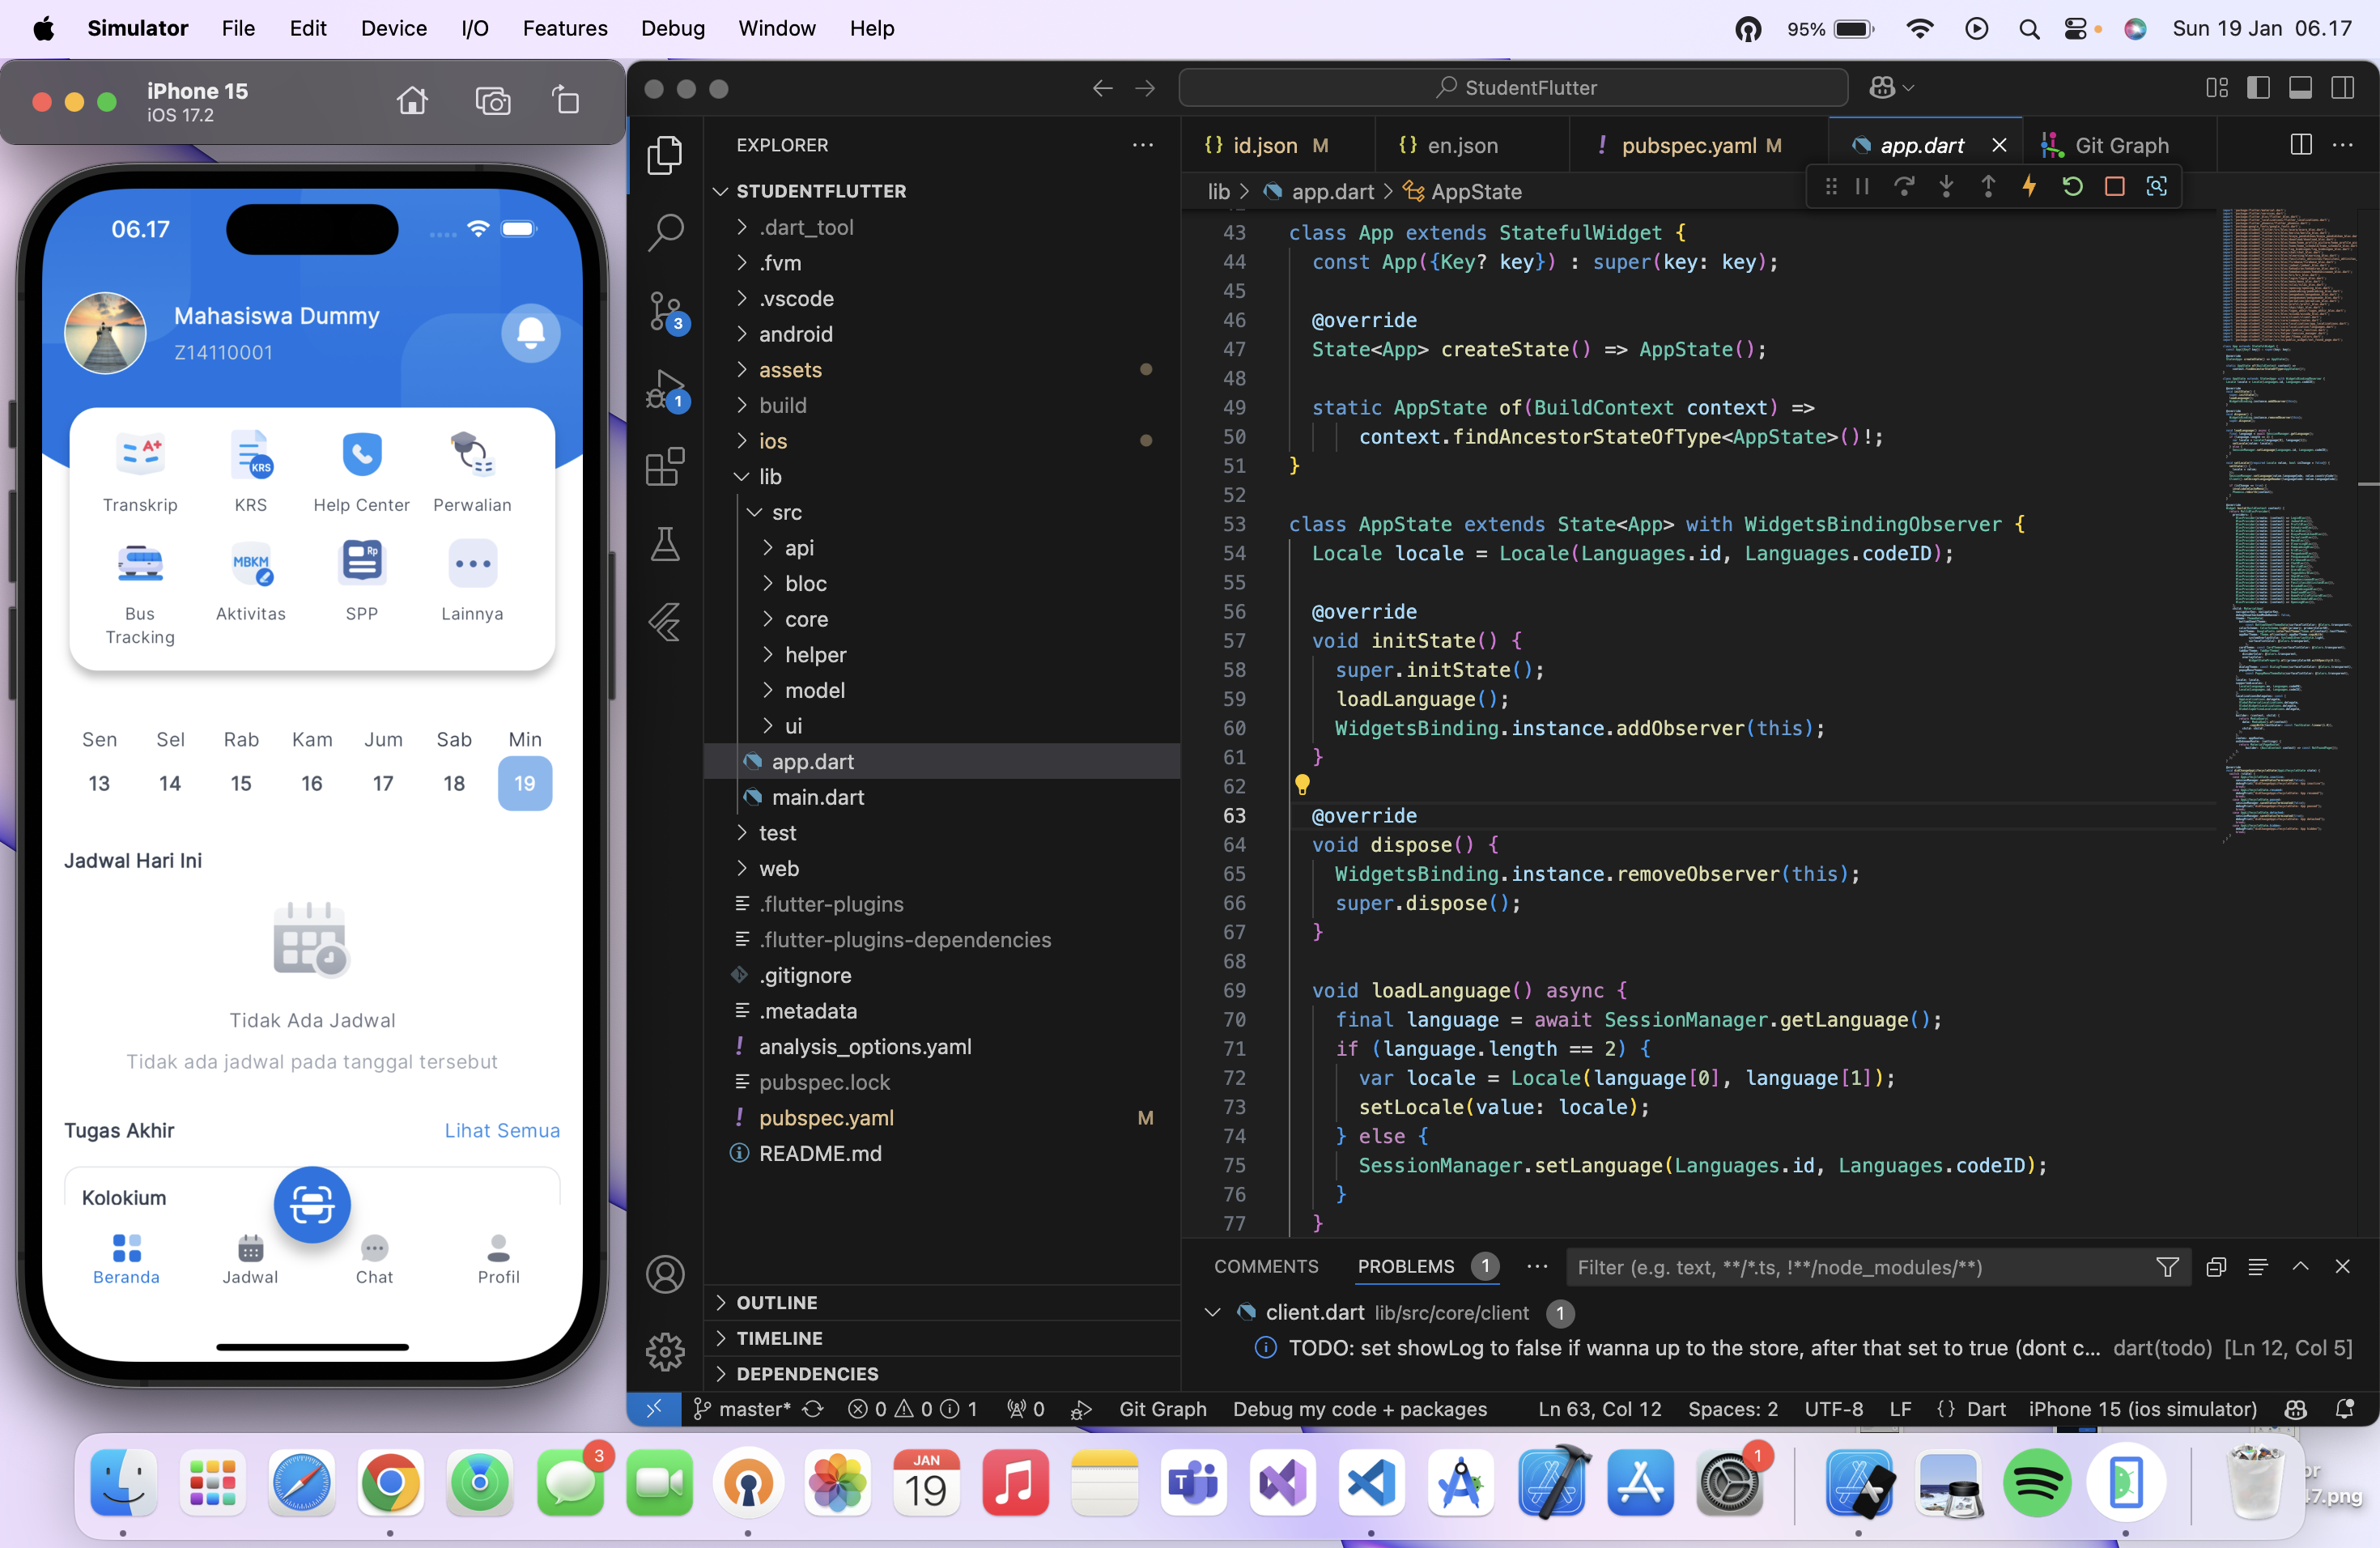 Simulator File Edit Device I/O Features Debug Window Help 95% Sun 19 Jan 06.17
iPhone 15
iOS 17.2
06.17
Mahasiswa Dummy
Z14110001
A+ KRS
Transkrip KRS Help Center Perwalian
MBKM Rp
Bus Tracking Aktivitas SPP Lainnya
Sen Sel Rab Kam Jum Sab Min
13 14 15 16 17 18 19
Jadwal Hari Ini
Tidak Ada Jadwal
Tidak ada jadwal pada tanggal tersebut
Tugas Akhir Lihat Semua
Kolokium
Beranda Jadwal Chat Profil
StudentFlutter
3
1
EXPLORER
STUDENTFLUTTER
.dart_tool
.fvm
.vscode
android
assets
build
ios
lib
src
api
bloc
core
helper
model
ui
app.dart
main.dart
test
web
.flutter-plugins
.flutter-plugins-dependencies
.gitignore
.metadata
analysis_options.yaml
pubspec.lock
pubspec.yaml M
README.md
OUTLINE
TIMELINE
DEPENDENCIES
{} id.json M {} en.json ! pubspec.yaml M app.dart Git Graph
lib > app.dart > AppState
43 class App extends StatefulWidget {
44 const App({Key? key}) : super(key: key);
45
46 @override
47 State<App> createState() => AppState();
48
49 static AppState of(BuildContext context) =>
50 context.findAncestorStateOfType<AppState>()!;
51 }
52
53 class AppState extends State<App> with WidgetsBindingObserver {
54 Locale locale = Locale(Languages.id, Languages.codeID);
55
56 @override
57 void initState() {
58 super.initState();
59 loadLanguage();
60 WidgetsBinding.instance.addObserver(this);
61 }
62
63 @override
64 void dispose() {
65 WidgetsBinding.instance.removeObserver(this);
66 super.dispose();
67 }
68
69 void loadLanguage() async {
70 final language = await SessionManager.getLanguage();
71 if (language.length == 2) {
72 var locale = Locale(language[0], language[1]);
73 setLocale(value: locale);
74 } else {
75 SessionManager.setLanguage(Languages.id, Languages.codeID);
76 }
77 }
COMMENTS PROBLEMS 1 Filter (e.g. text, **/*.ts, !**/node_modules/**)
client.dart lib/src/core/client 1
TODO: set showLog to false if wanna up to the store, after that set to true (dont c... dart(todo) [Ln 12, Col 5]
master* 0 0 1 0 Git Graph Debug my code + packages Ln 63, Col 12 Spaces: 2 UTF-8 LF {} Dart iPhone 15 (ios simulator)
3 JAN 19 T 1
47.png